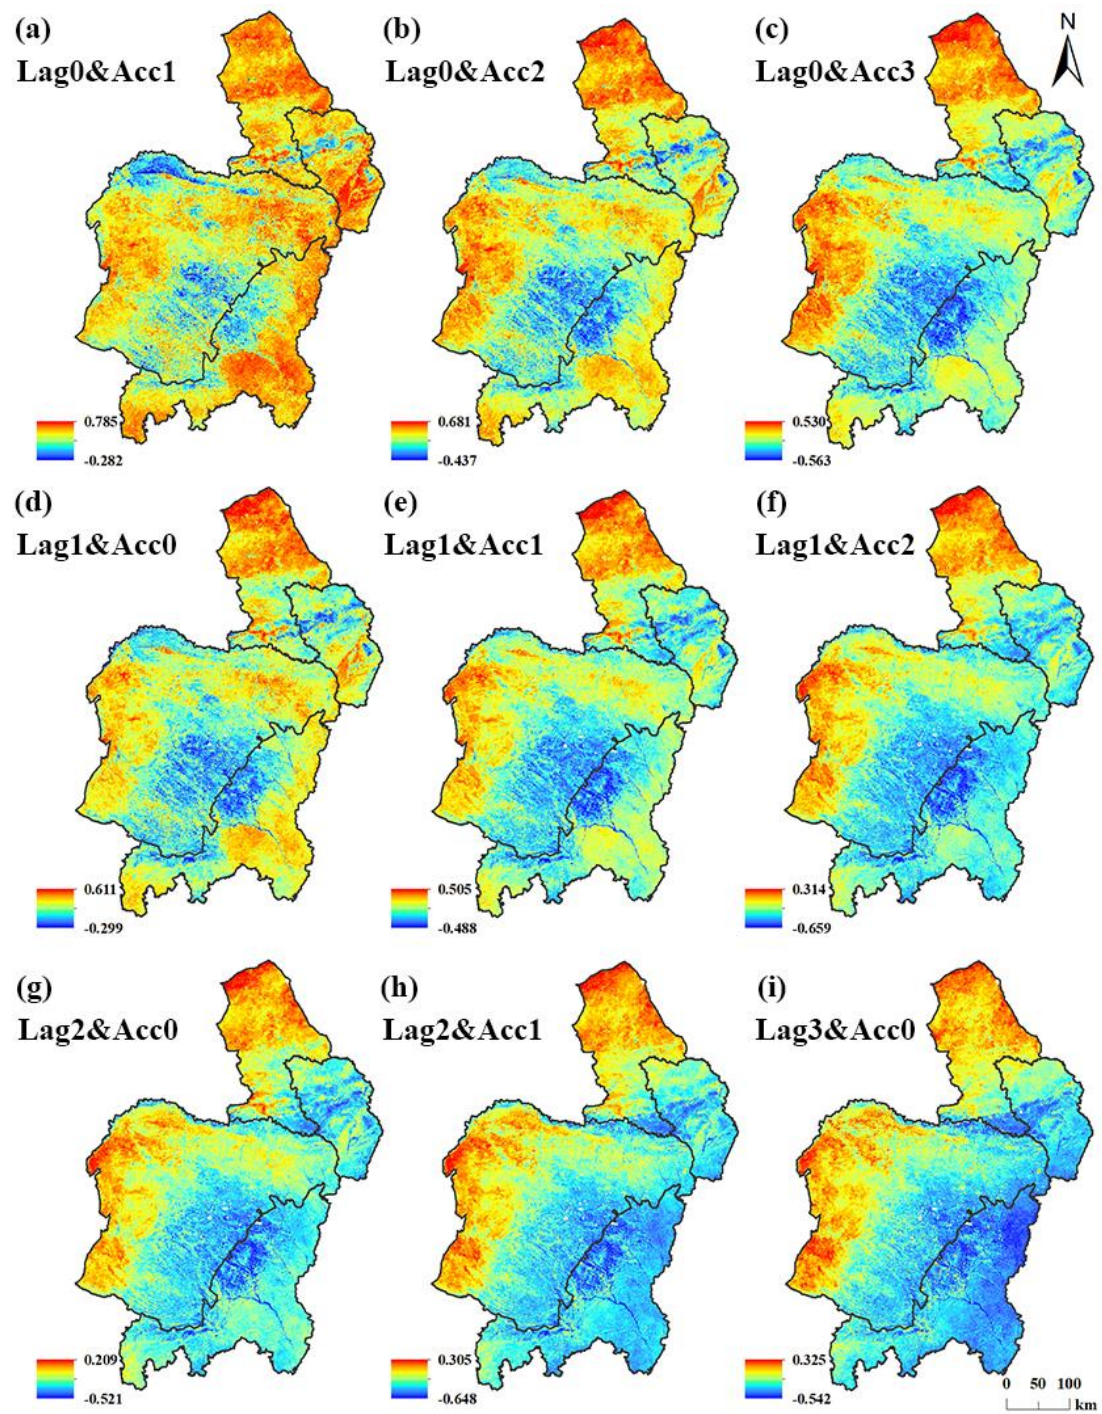 (a)
Lag0&Acc1
0.785
-0.282
(b)
Lag0&Acc2
0.681
-0.437
(c)
Lag0&Acc3
N
0.530
-0.563
(d)
Lag1&Acc0
0.611
-0.299
(e)
Lag1&Acc1
0.505
-0.488
(f)
Lag1&Acc2
0.314
-0.659
(g)
Lag2&Acc0
0.209
-0.521
(h)
Lag2&Acc1
0.305
-0.648
(i)
Lag3&Acc0
0.325
-0.542
0 50 100
km